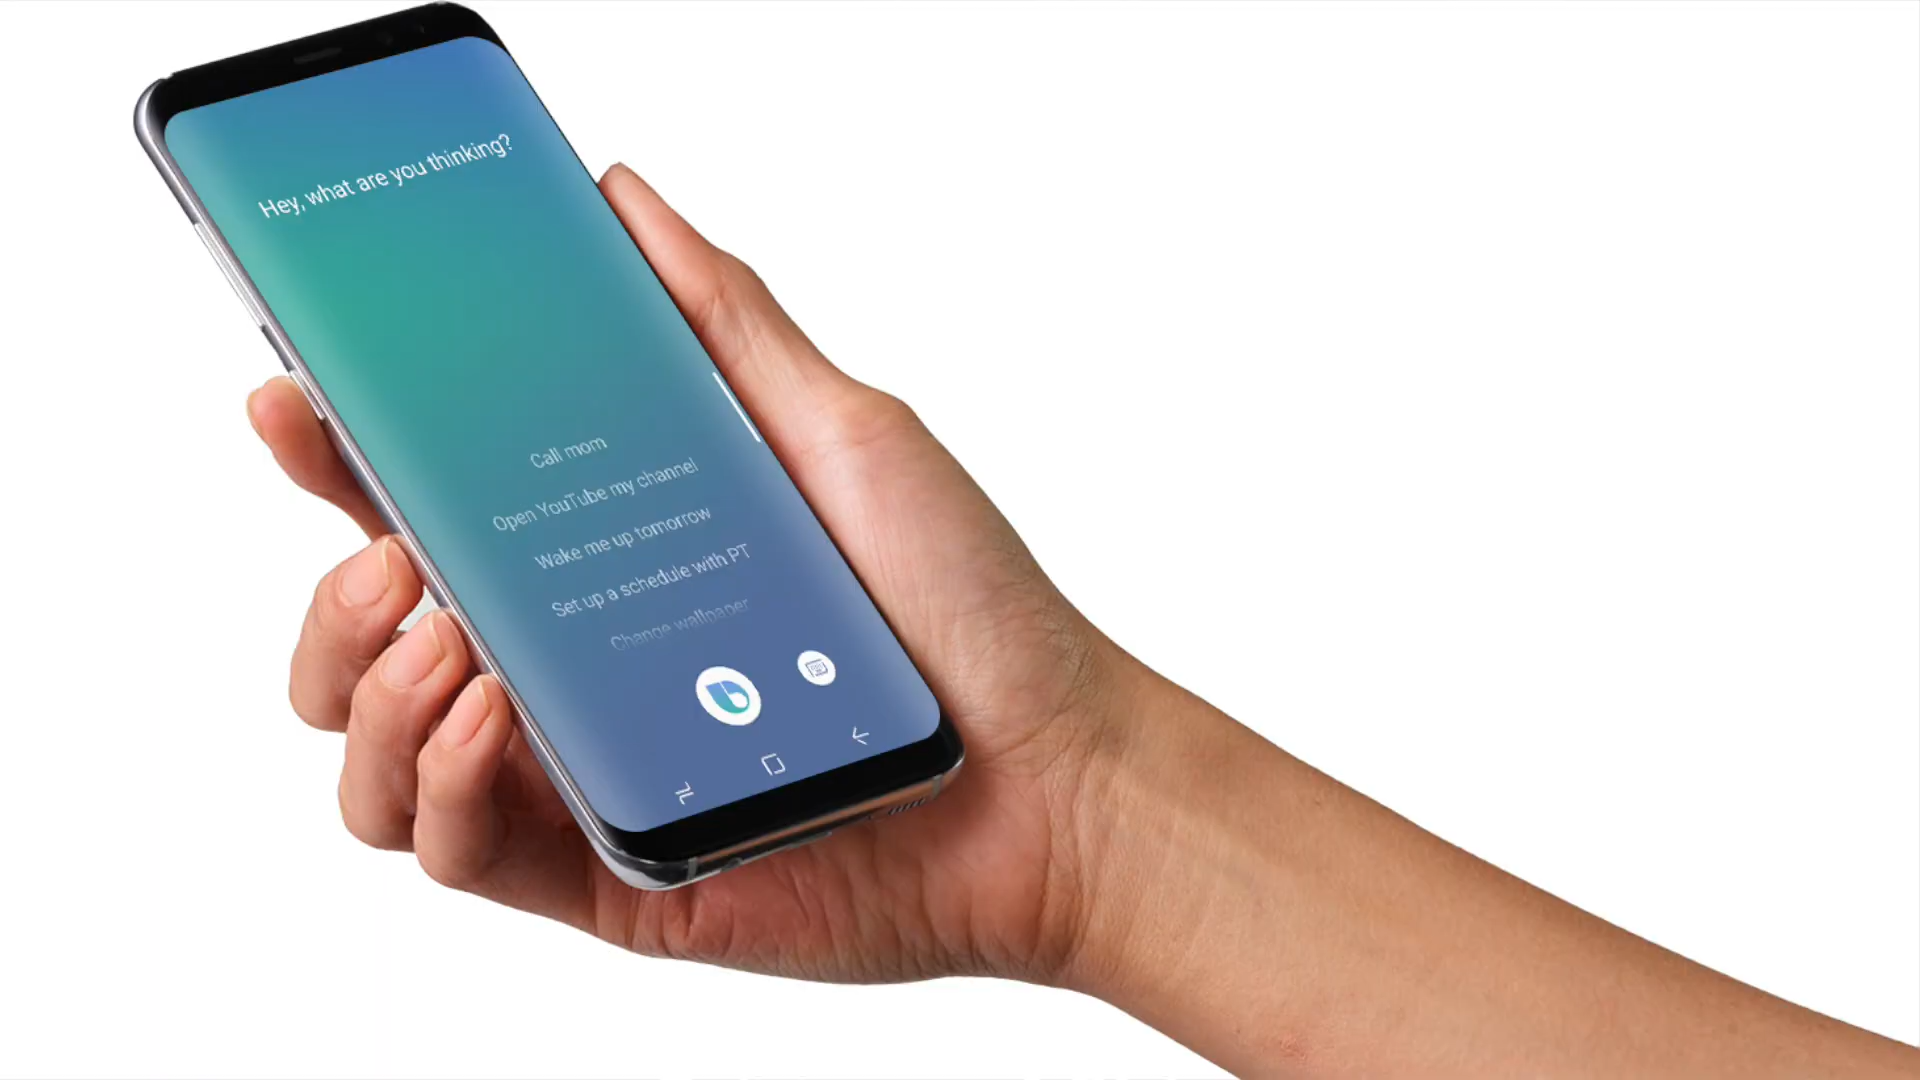 Hey, what are you thinking?
Call mom
Open YouTube my channel
Wake me up tomorrow
Set up a schedule with PT
Change wallpaper